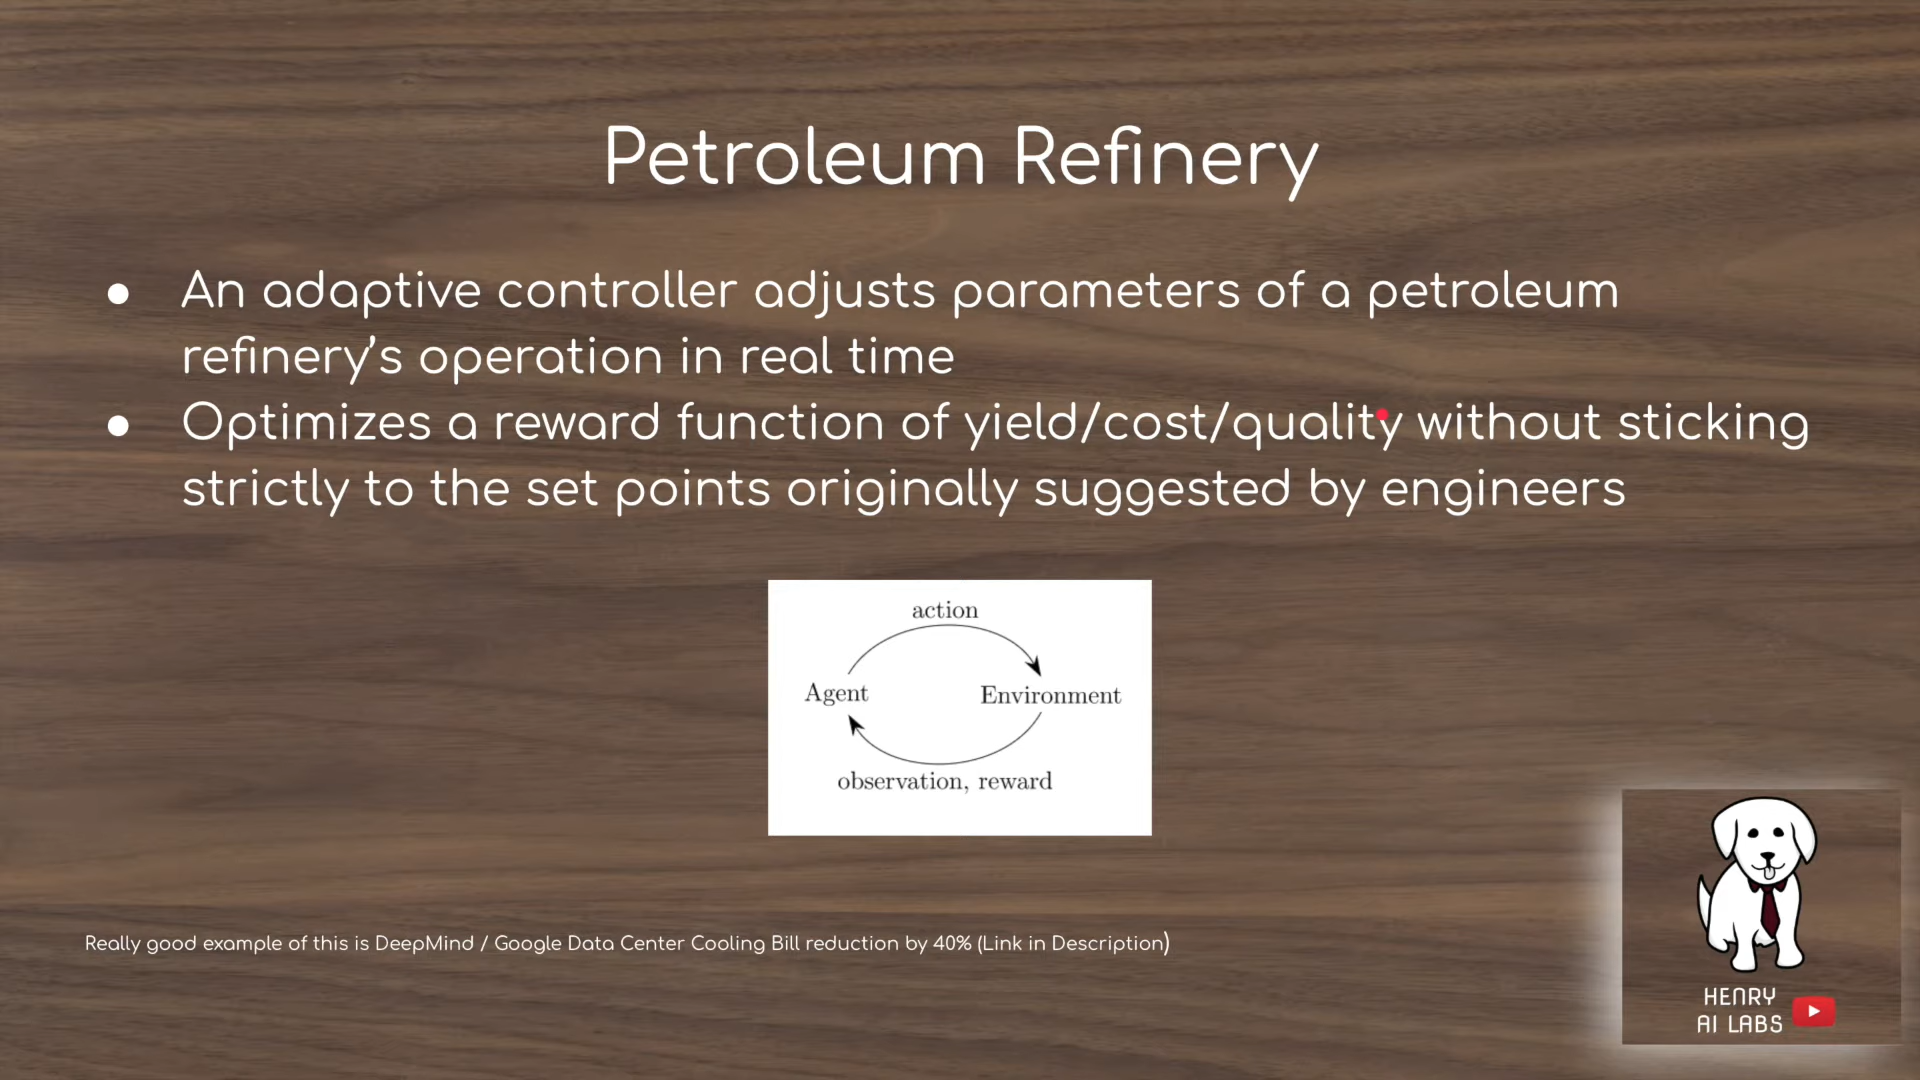 Petroleum Refinery
● An adaptive controller adjusts parameters of a petroleum
refinery’s operation in real time
● Optimizes a reward function of yield/cost/quality without sticking
strictly to the set points originally suggested by engineers
action
Agent
Environment
observation, reward
Really good example of this is DeepMind / Google Data Center Cooling Bill reduction by 40% (Link in Description)
HENRY
AI LABS